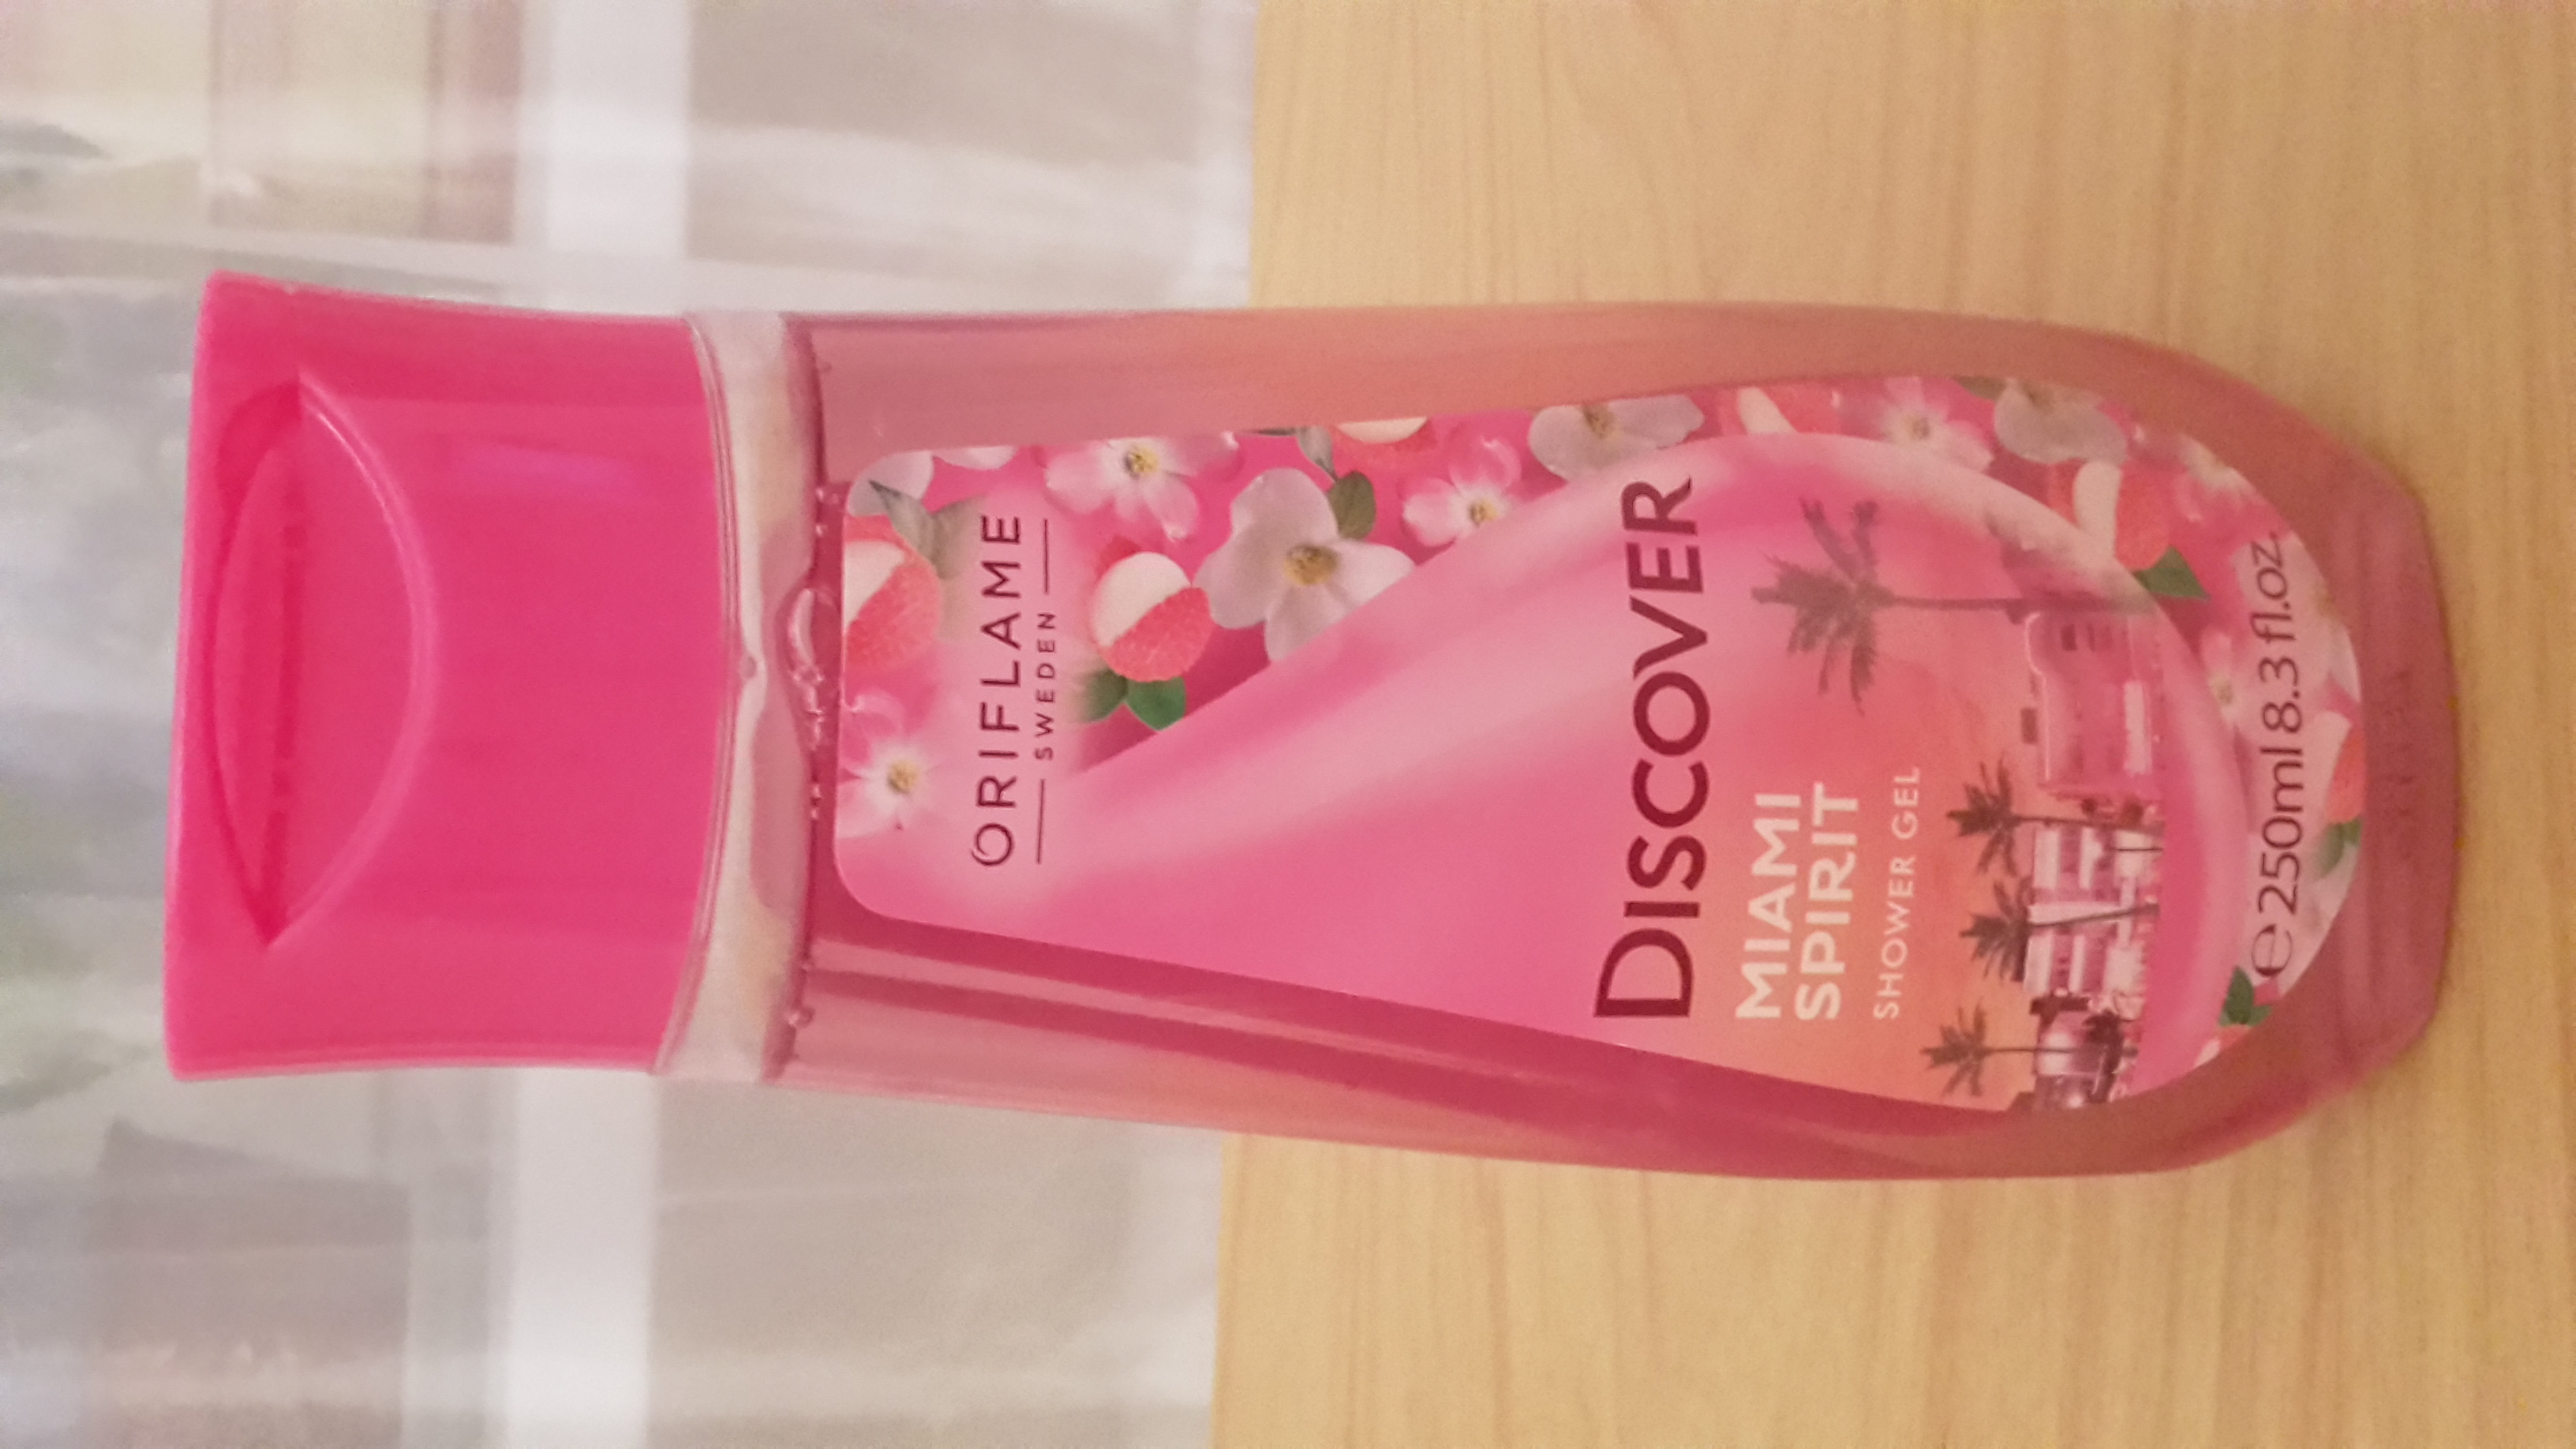 ORIFLAME
SWEDEN
DISCOVER
MIAMI
SPIRIT
SHOWER GEL
℮ 250ml 8.3 fl.oz.